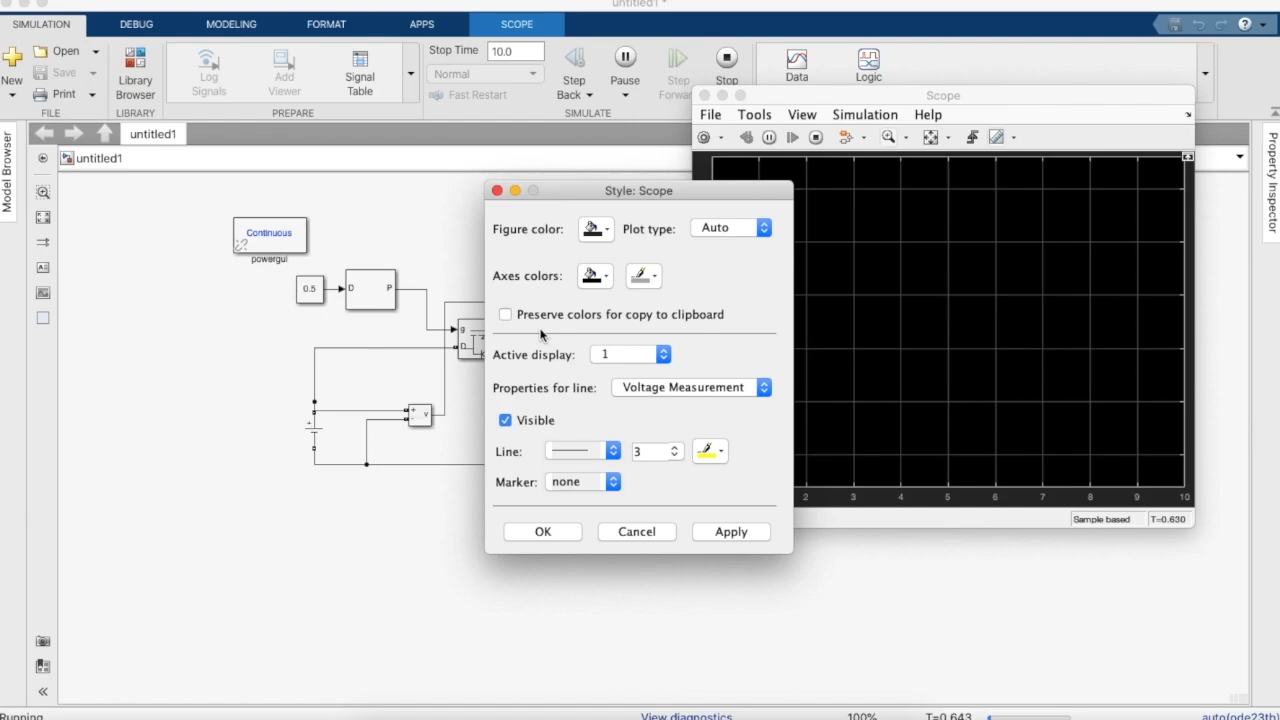 untitled1 *
SIMULATION DEBUG MODELING FORMAT APPS SCOPE
New Open Save Print
FILE
Library Browser
LIBRARY
Log Signals
Add Viewer
Signal Table
PREPARE
Stop Time 10.0
Normal
Fast Restart
Step Back
Pause
Step Forwar
Stop
SIMULATE
Data
Logic
untitled1
untitled1
Model Browser
Property Inspector
Continuous
powergui
0.5
D P
g
D
+
- v
+
Scope
File Tools View Simulation Help
2 3 4 5 6 7 8 9 10
Sample based T=0.630
Style: Scope
Figure color: Plot type: Auto
Axes colors:
Preserve colors for copy to clipboard
Active display: 1
Properties for line: Voltage Measurement
Visible
Line: 3
Marker: none
OK Cancel Apply
Running View diagnostics 100% T=0.643 auto(ode23tb)